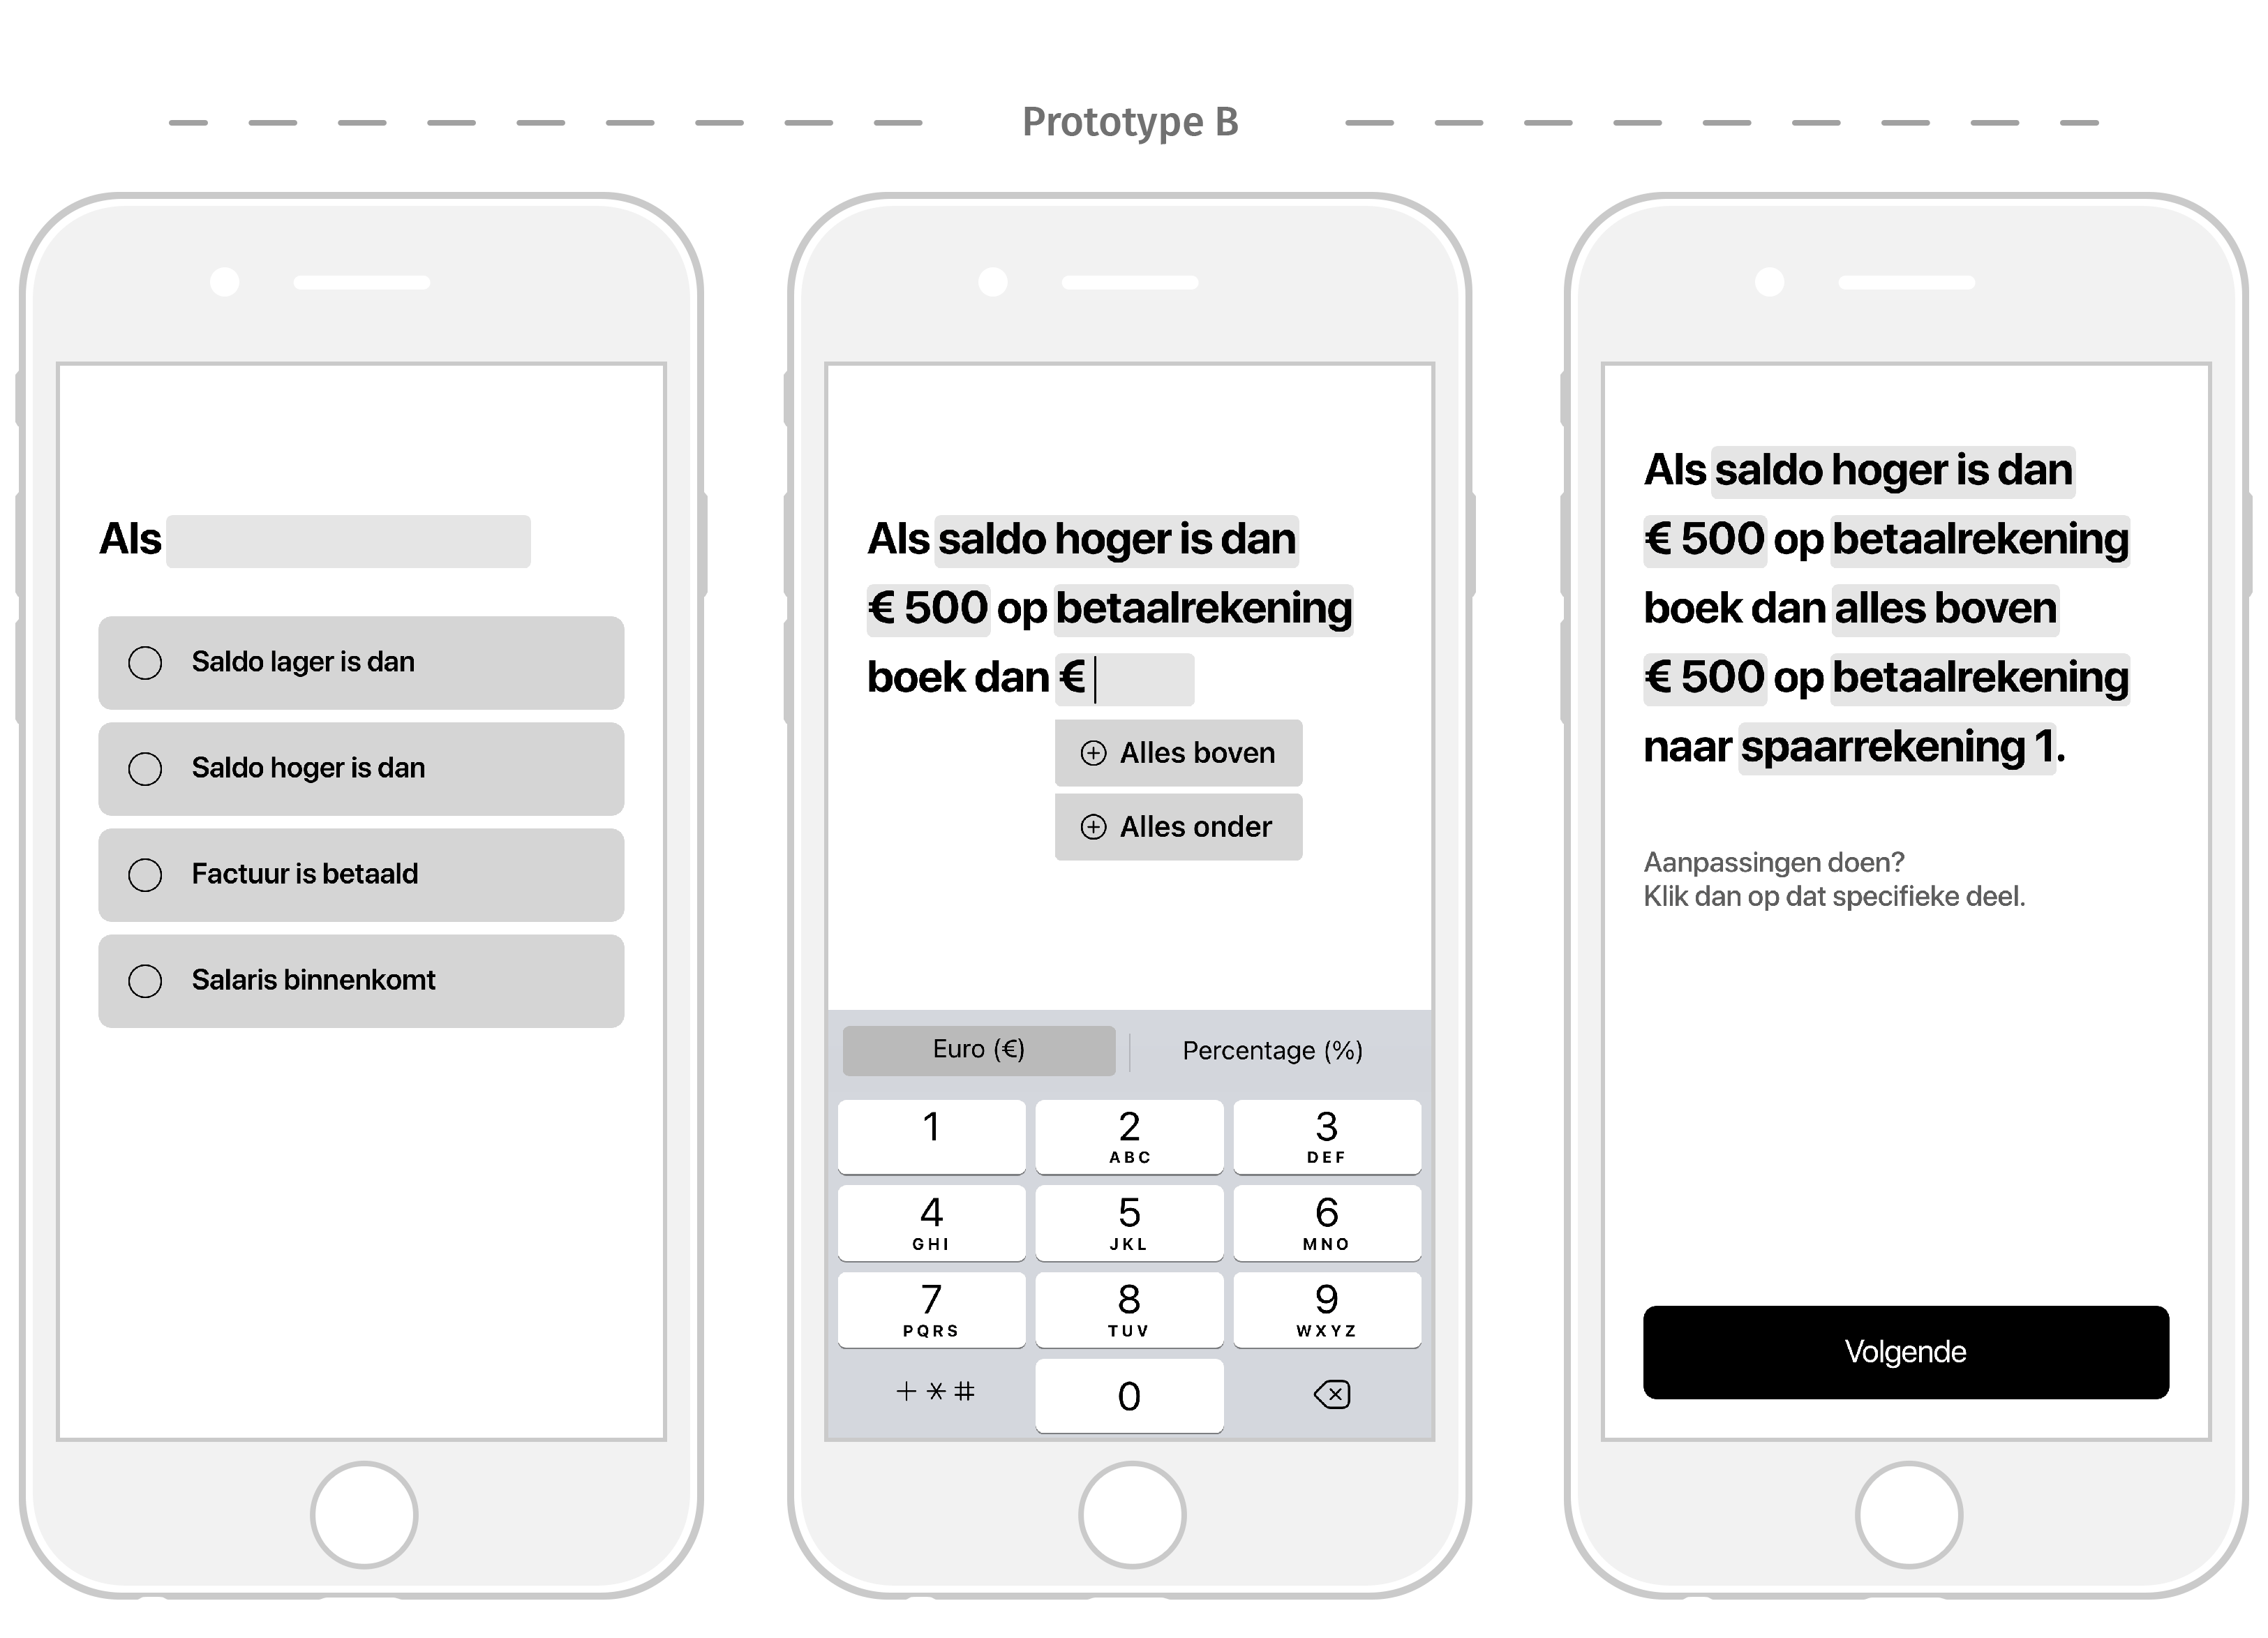 Prototype B
Als
Saldo lager is dan
Saldo hoger is dan
Factuur is betaald
Salaris binnenkomt
Als saldo hoger is dan
€ 500 op betaalrekening
boek dan €
Alles boven
Alles onder
Euro (€) Percentage (%)
1 2 3
ABC DEF
4 5 6
GHI JKL MNO
7 8 9
PQRS TUV WXYZ
+ * # 0
Als saldo hoger is dan
€ 500 op betaalrekening
boek dan alles boven
€ 500 op betaalrekening
naar spaarrekening 1.
Aanpassingen doen?
Klik dan op dat specifieke deel.
Volgende